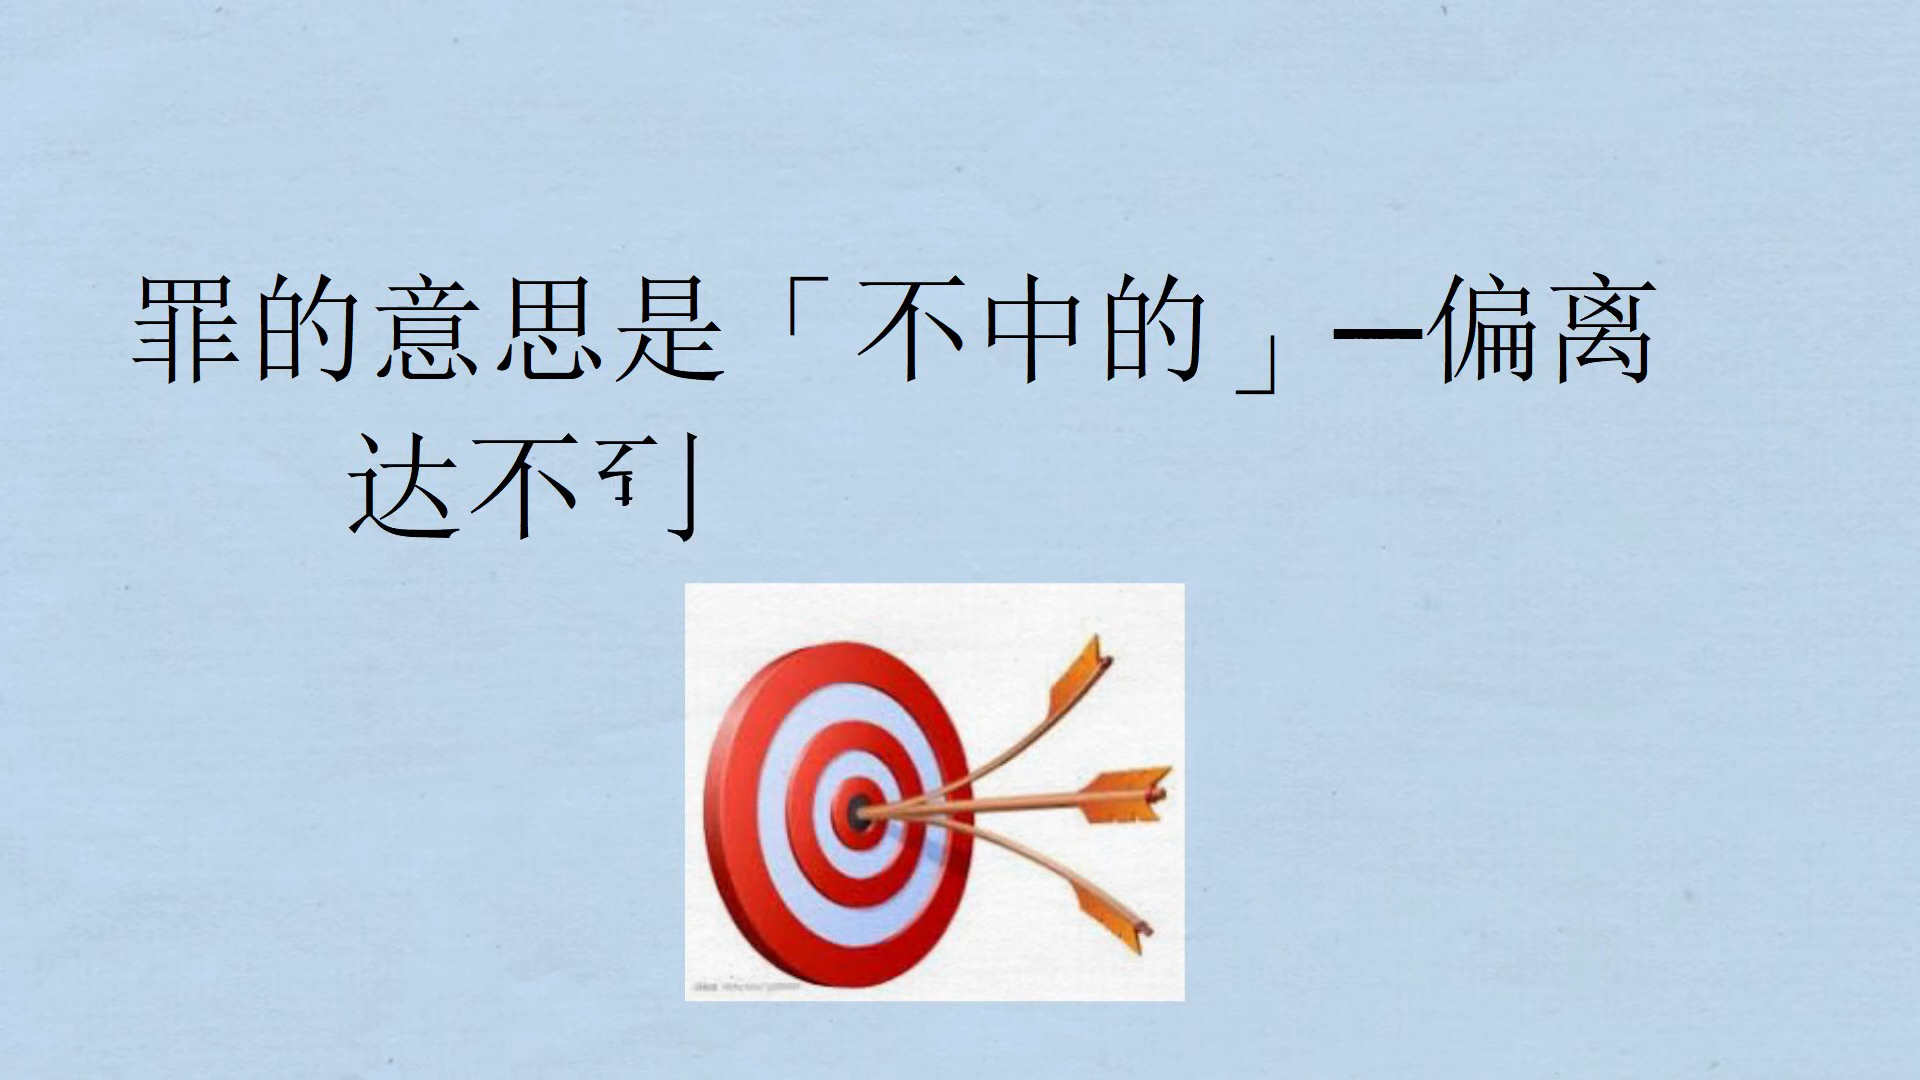 罪的意思是「不中的」—偏离
达不到